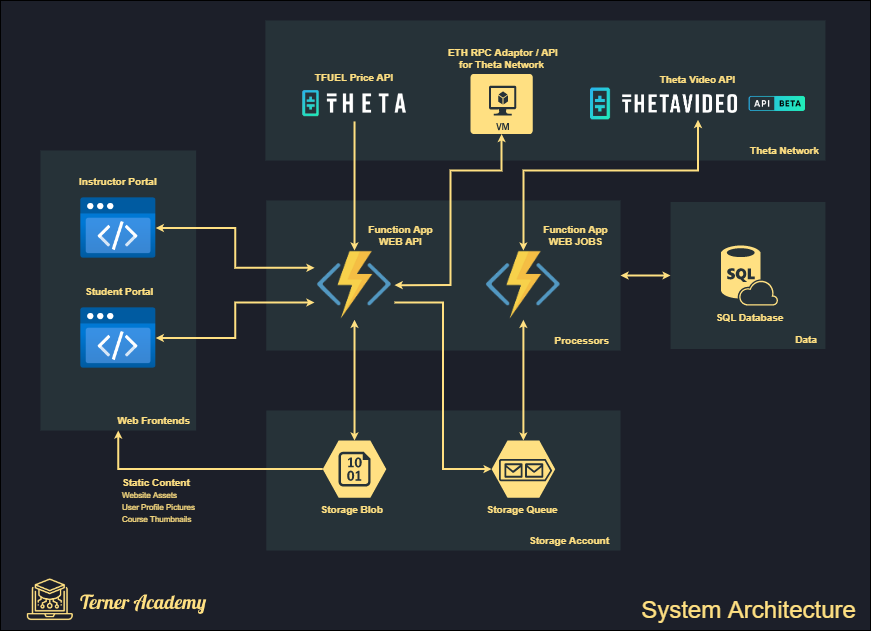 ETH RPC Adaptor / API
for Theta Network
TFUEL Price API
THETA
VM
Theta Video API
THETAVIDEO API BETA
Theta Network
Instructor Portal
</>
Student Portal
</>
Web Frontends
Function App
WEB API
Function App
WEB JOBS
Processors
SQL
SQL Database
Data
Static Content
Website Assets
User Profile Pictures
Course Thumbnails
10
01
Storage Blob
Storage Queue
Storage Account
Terner Academy
System Architecture